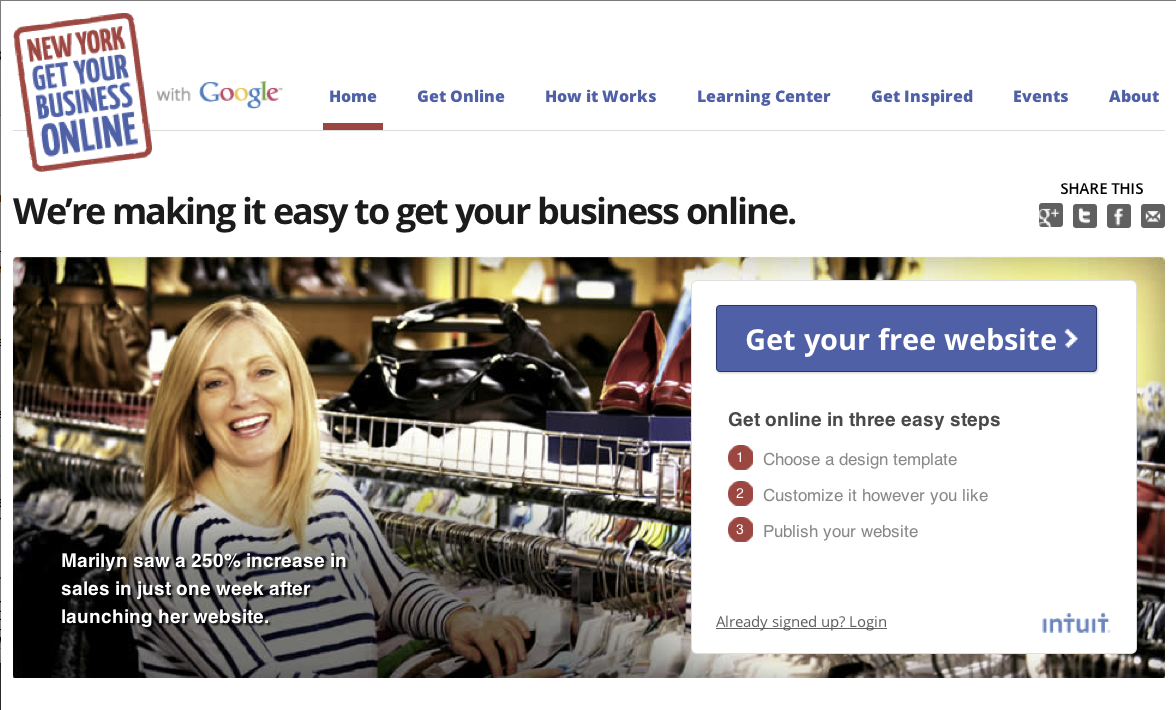 NEW YORK
GET YOUR
BUSINESS
ONLINE
with Google
Home Get Online How it Works Learning Center Get Inspired Events About
SHARE THIS
We're making it easy to get your business online.
Get your free website
Get online in three easy steps
1 Choose a design template
2 Customize it however you like
3 Publish your website
Marilyn saw a 250% increase in
sales in just one week after
launching her website.
Already signed up? Login
intuit